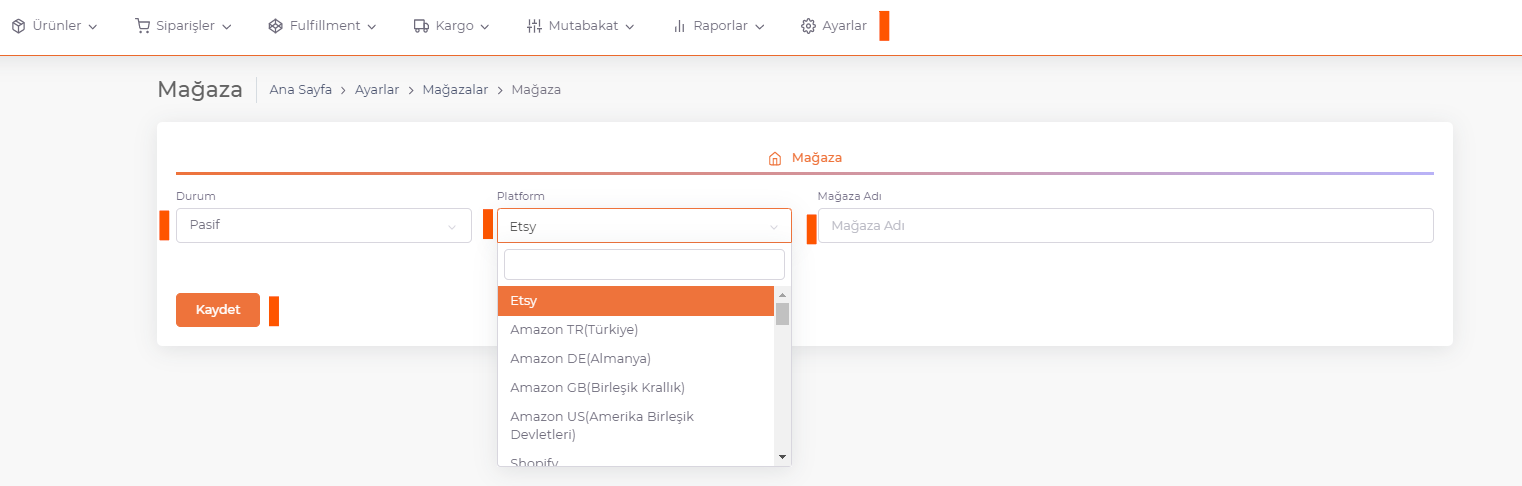 Ürünler Siparişler Fulfillment Kargo Mutabakat Raporlar Ayarlar
Mağaza Ana Sayfa > Ayarlar > Mağazalar > Mağaza
Mağaza
Durum Platform Mağaza Adı
Pasif Etsy Mağaza Adı
Etsy
Kaydet
Amazon TR(Türkiye)
Amazon DE(Almanya)
Amazon GB(Birleşik Krallık)
Amazon US(Amerika Birleşik
Devletleri)
Shopify